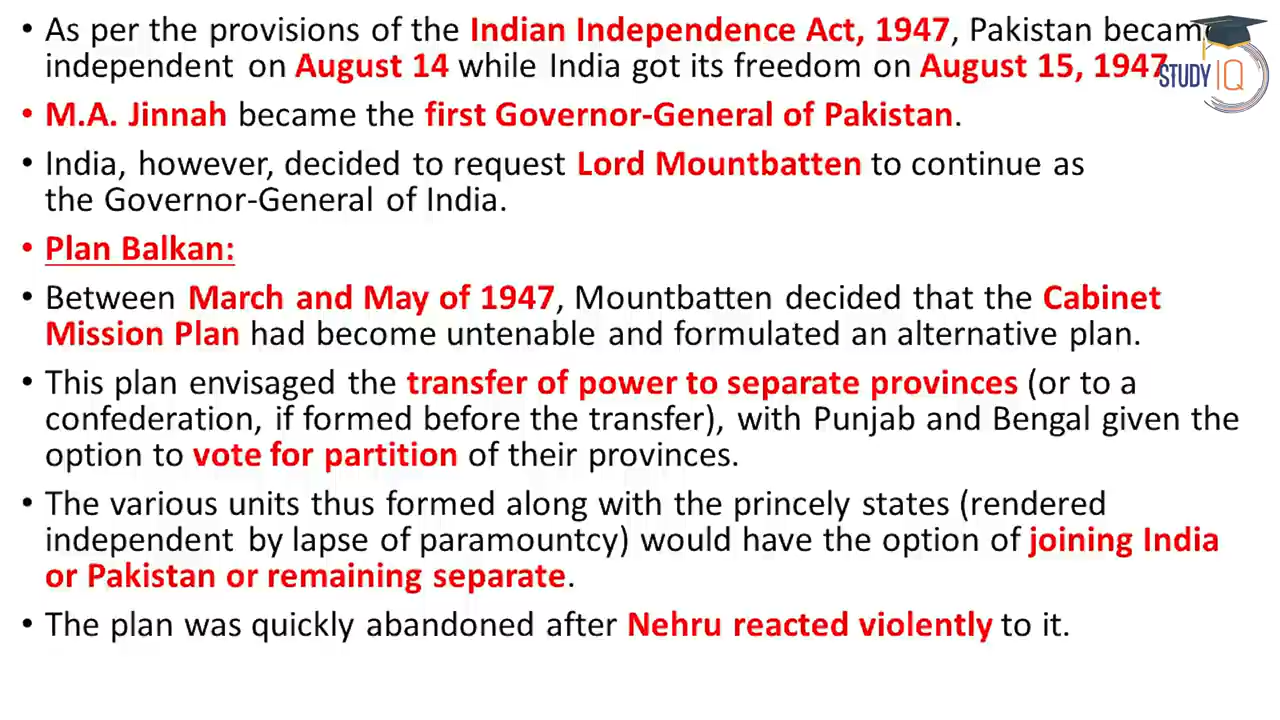 • As per the provisions of the Indian Independence Act, 1947, Pakistan became
independent on August 14 while India got its freedom on August 15, 1947.
• M.A. Jinnah became the first Governor-General of Pakistan.
• India, however, decided to request Lord Mountbatten to continue as
the Governor-General of India.
• Plan Balkan:
• Between March and May of 1947, Mountbatten decided that the Cabinet
Mission Plan had become untenable and formulated an alternative plan.
• This plan envisaged the transfer of power to separate provinces (or to a
confederation, if formed before the transfer), with Punjab and Bengal given the
option to vote for partition of their provinces.
• The various units thus formed along with the princely states (rendered
independent by lapse of paramountcy) would have the option of joining India
or Pakistan or remaining separate.
• The plan was quickly abandoned after Nehru reacted violently to it.
STUDY IQ